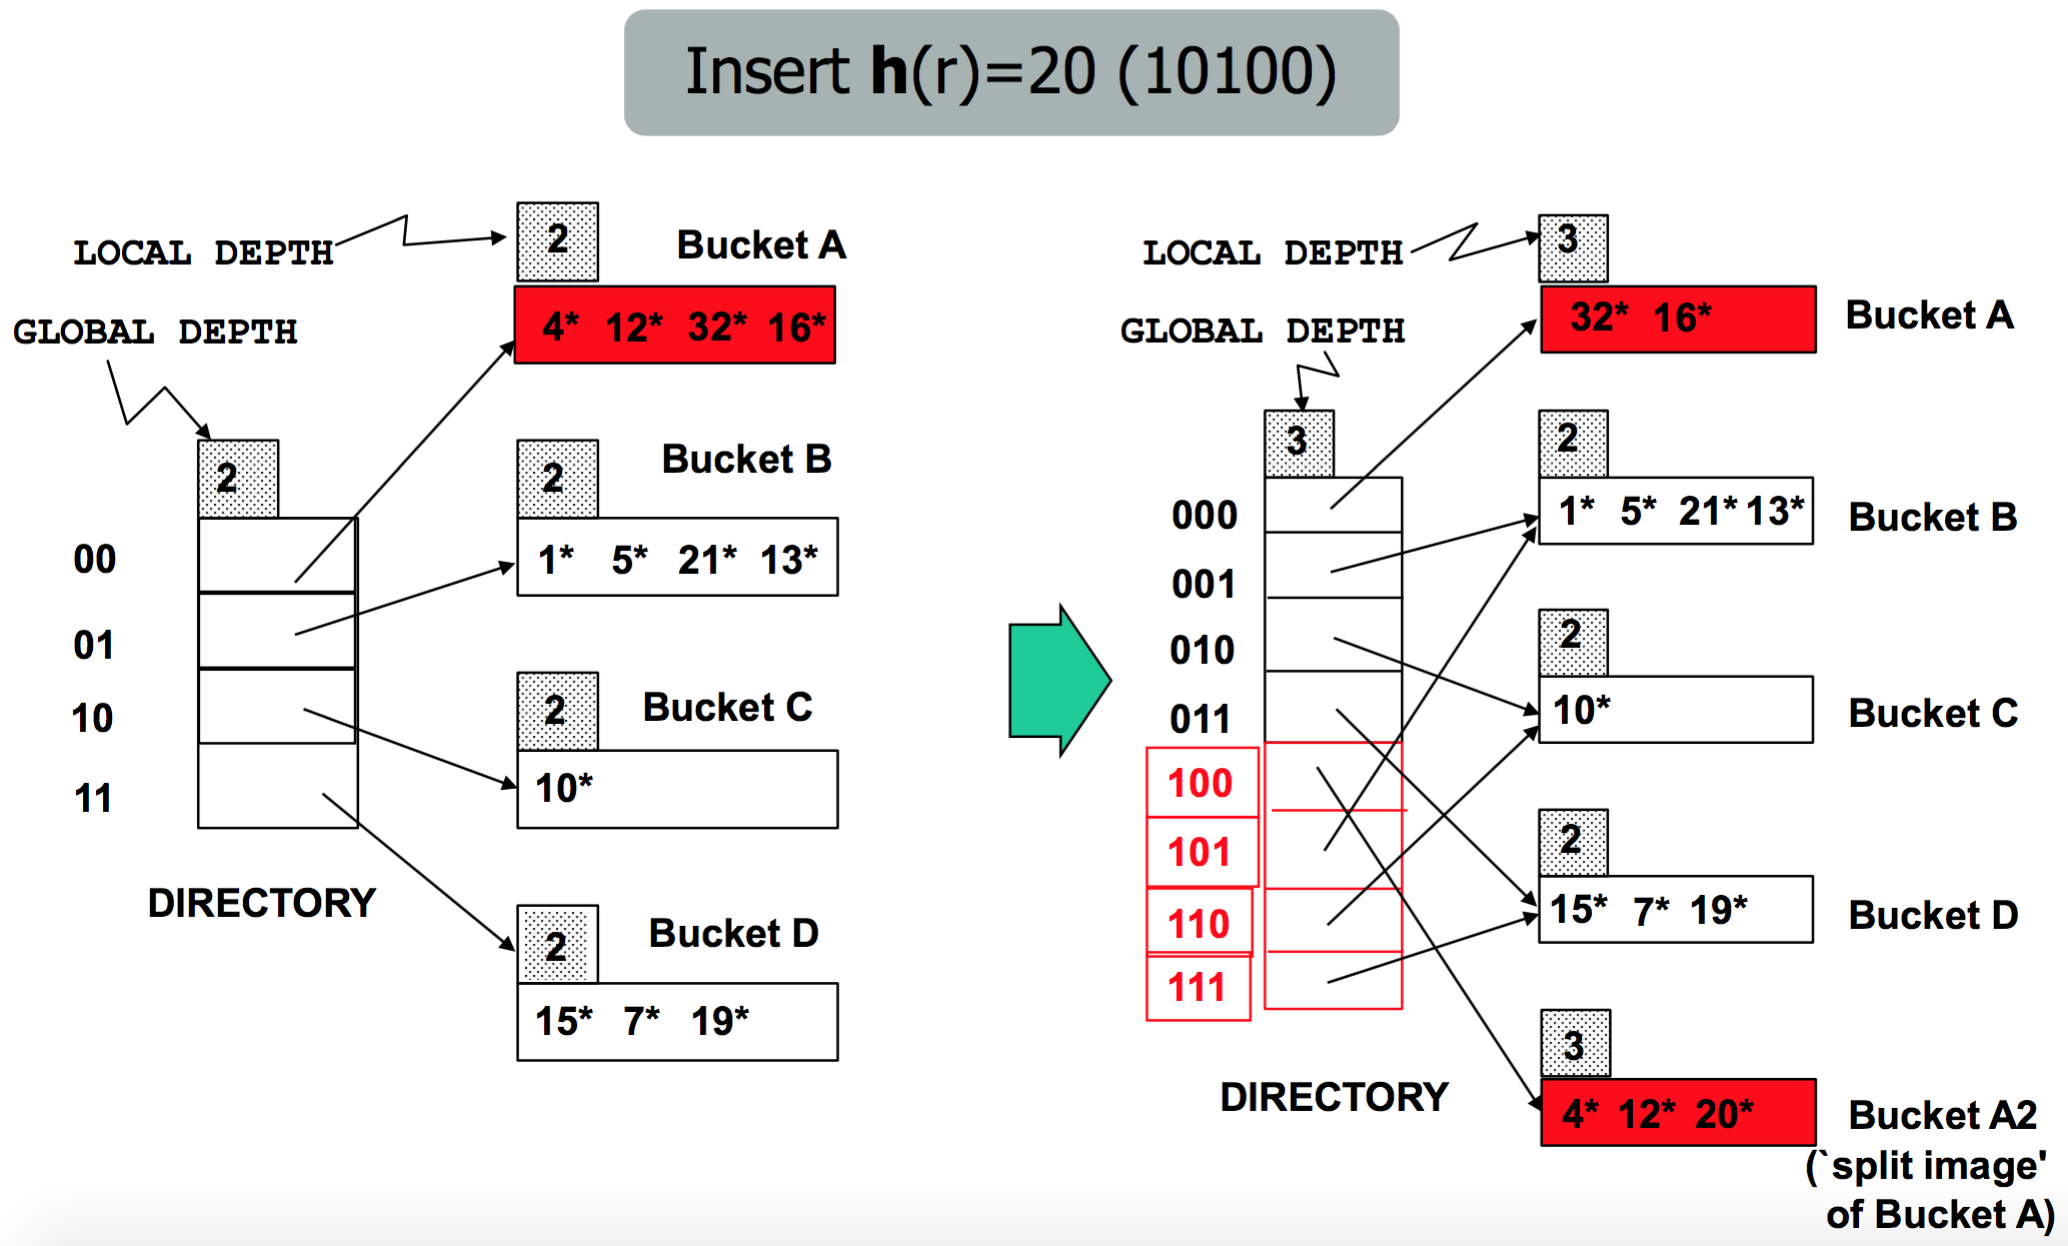 Insert h(r)=20 (10100)
LOCAL DEPTH
2
Bucket A
4* 12* 32* 16*
GLOBAL DEPTH
2
00
01
10
11
DIRECTORY
2
Bucket B
1* 5* 21* 13*
2
Bucket C
10*
2
Bucket D
15* 7* 19*
LOCAL DEPTH
3
32* 16*
Bucket A
GLOBAL DEPTH
3
000
001
010
011
100
101
110
111
DIRECTORY
2
1* 5* 21* 13*
Bucket B
2
10*
Bucket C
2
15* 7* 19*
Bucket D
3
4* 12* 20*
Bucket A2
(`split image'
of Bucket A)